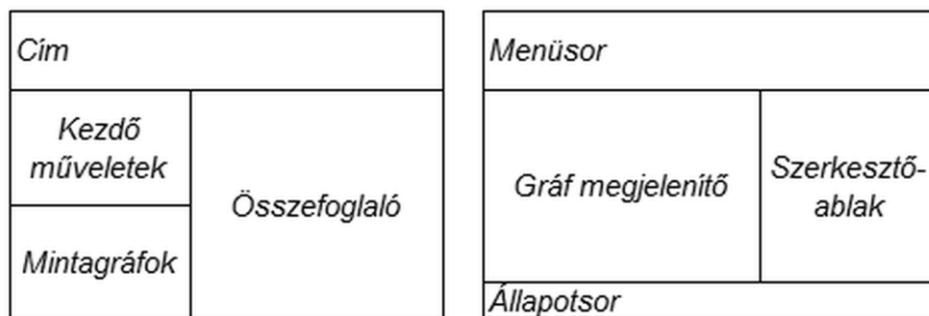 Cím
Kezdő
műveletek
Összefoglaló
Mintagráfok
Menüsor
Gráf megjelenítő
Szerkesztő-
ablak
Állapotsor